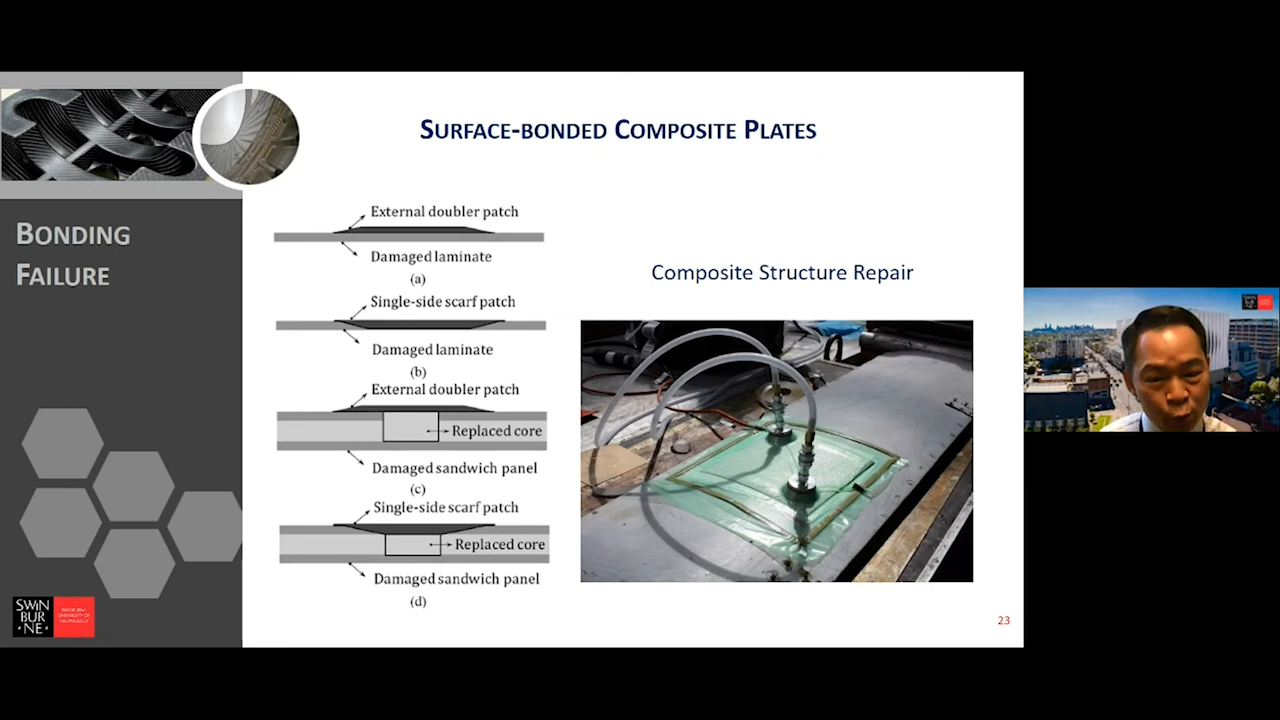 SURFACE-BONDED COMPOSITE PLATES
BONDING
FAILURE
External doubler patch
Damaged laminate
(a)
Single-side scarf patch
Damaged laminate
(b)
External doubler patch
Replaced core
Damaged sandwich panel
(c)
Single-side scarf patch
Replaced core
Damaged sandwich panel
(d)
Composite Structure Repair
SWIN
BUR
*NE*
23